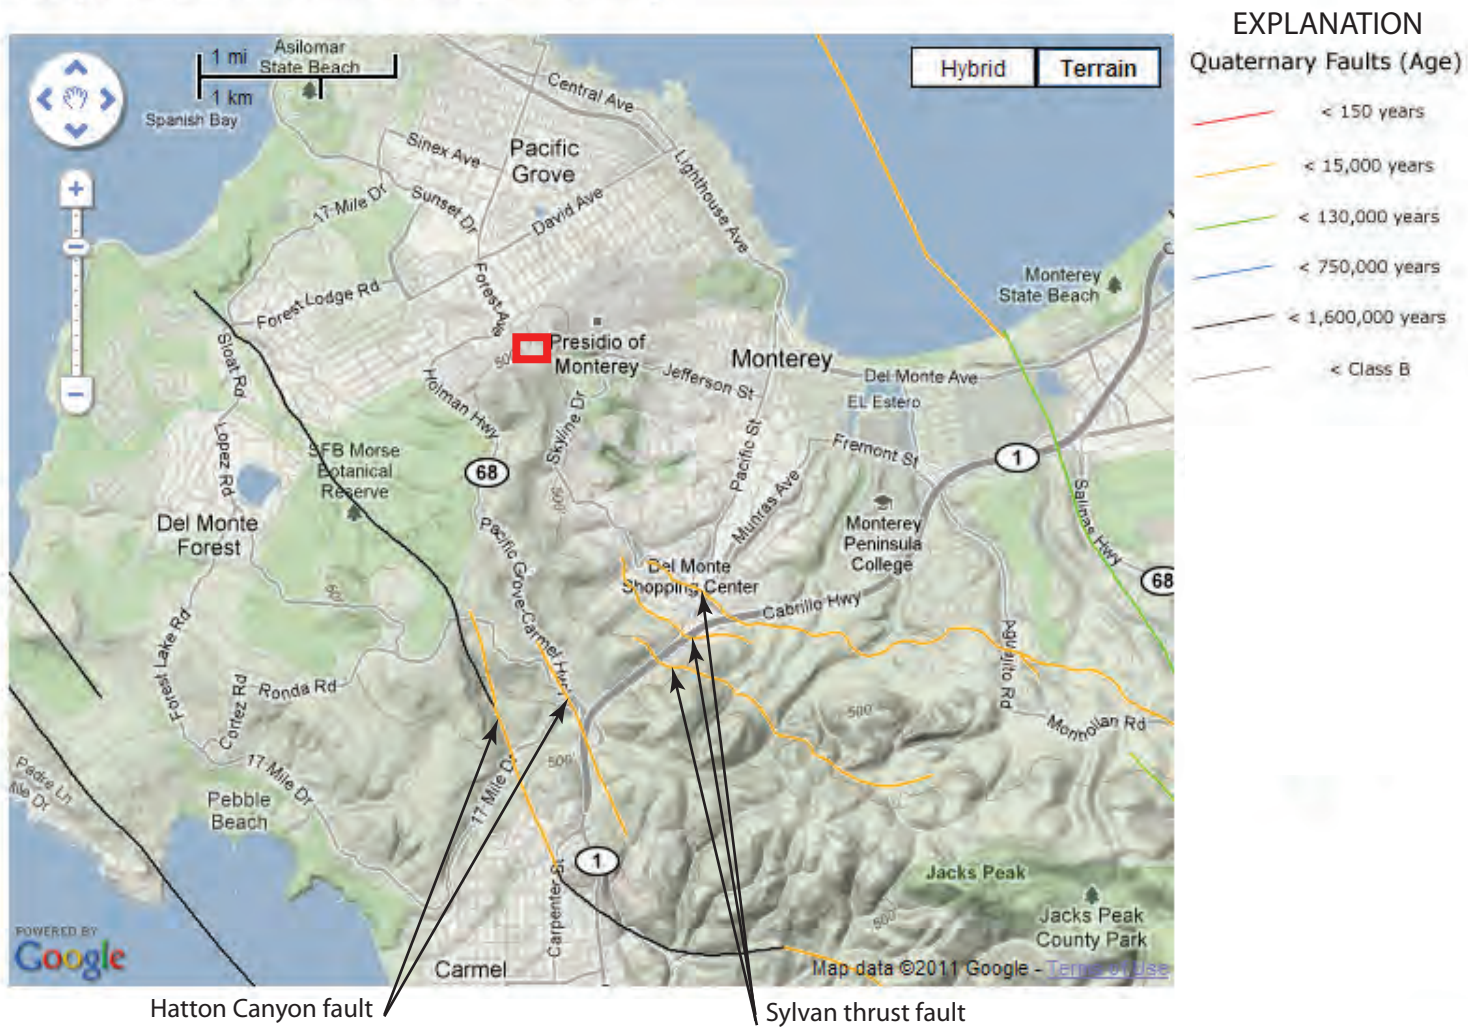 EXPLANATION
Quaternary Faults (Age)
< 150 years
< 15,000 years
< 130,000 years
< 750,000 years
< 1,600,000 years
< Class B
1 mi
1 km
Asilomar
State Beach
Spanish Bay
Hybrid
Terrain
Central Ave
Pacific
Grove
Sinex Ave
Sunset Dr
17-Mile Dr
David Ave
Lighthouse Ave
Forest Lodge Rd
Forest Ave
Monterey
State Beach
Presidio of
Monterey
Monterey
Jefferson St
Del Monte Ave
EL Estero
Sloat Rd
Holman Hwy
Skyline Dr
Lopez Rd
SFB Morse
Botanical
Reserve
68
Pacific St
Munras Ave
Fremont St
1
Salinas Hwy
500'
Del Monte
Forest
Pacific Grove-Carmel Hwy
Monterey
Peninsula
College
Del Monte
Shopping Center
68
500'
Cabrillo Hwy
Aguajito Rd
Forest Lake Rd
Ronda Rd
Cortez Rd
500'
Monhollan Rd
17-Mile Dr
500'
17-Mile Dr
Padre Ln
Pebble
Beach
1
Carpenter St
Jacks Peak
500'
Jacks Peak
County Park
POWERED BY
Google
Carmel
Map data ©2011 Google - Terms of Use
Hatton Canyon fault
Sylvan thrust fault